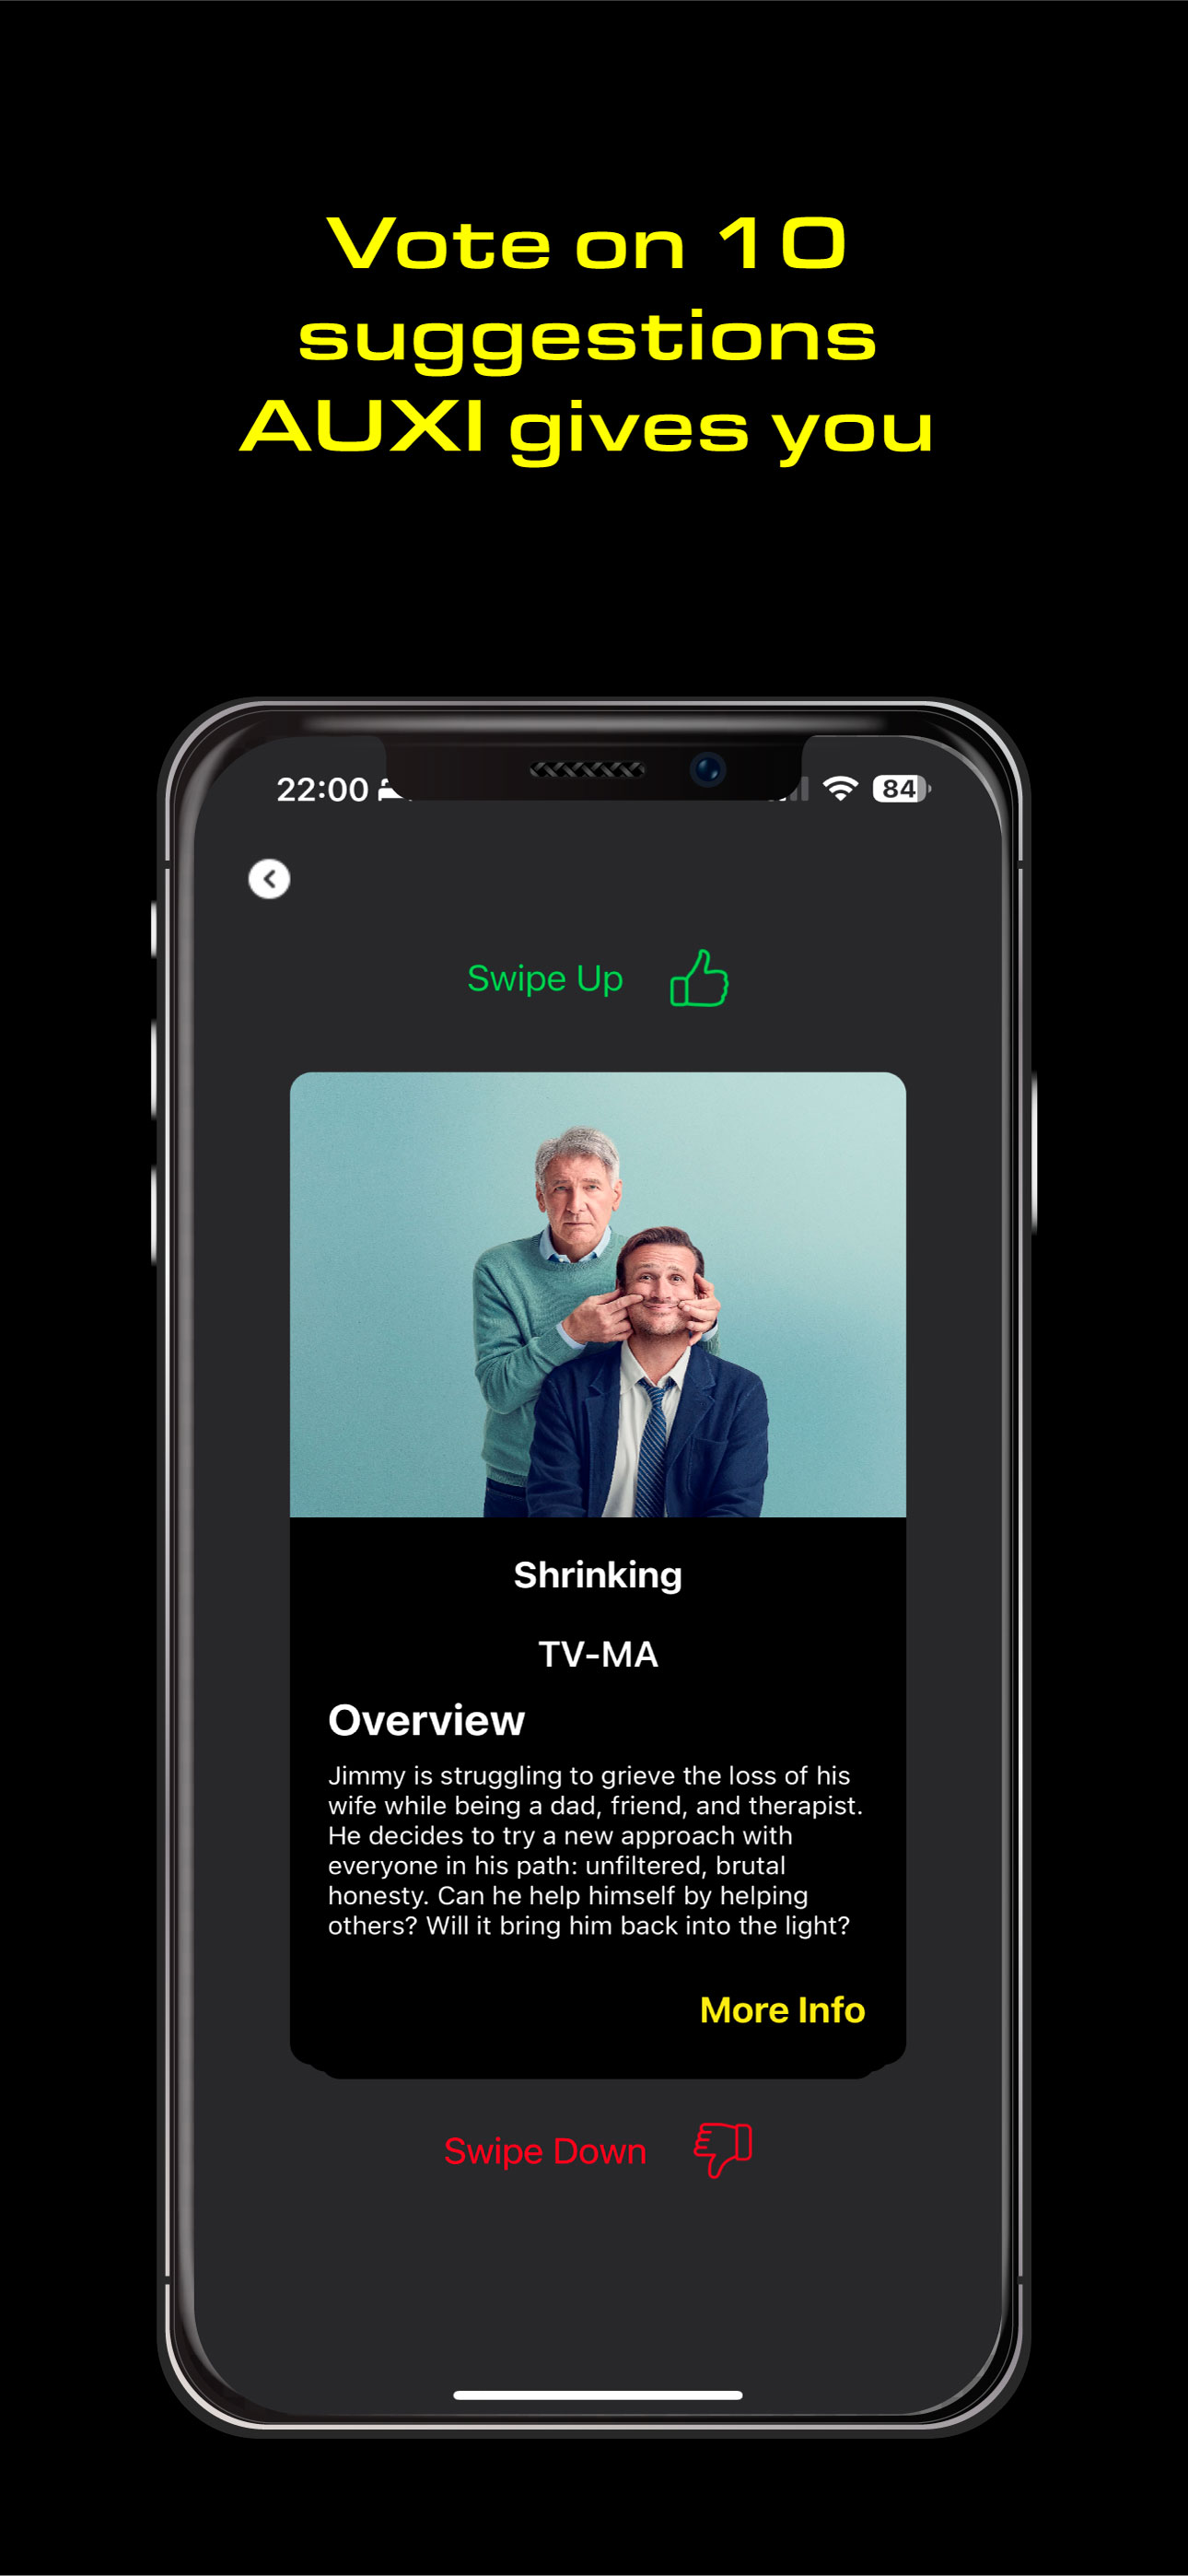 Vote on 10
suggestions
AUXI gives you
22:00
84
Swipe Up
Shrinking
TV-MA
Overview
Jimmy is struggling to grieve the loss of his
wife while being a dad, friend, and therapist.
He decides to try a new approach with
everyone in his path: unfiltered, brutal
honesty. Can he help himself by helping
others? Will it bring him back into the light?
More Info
Swipe Down